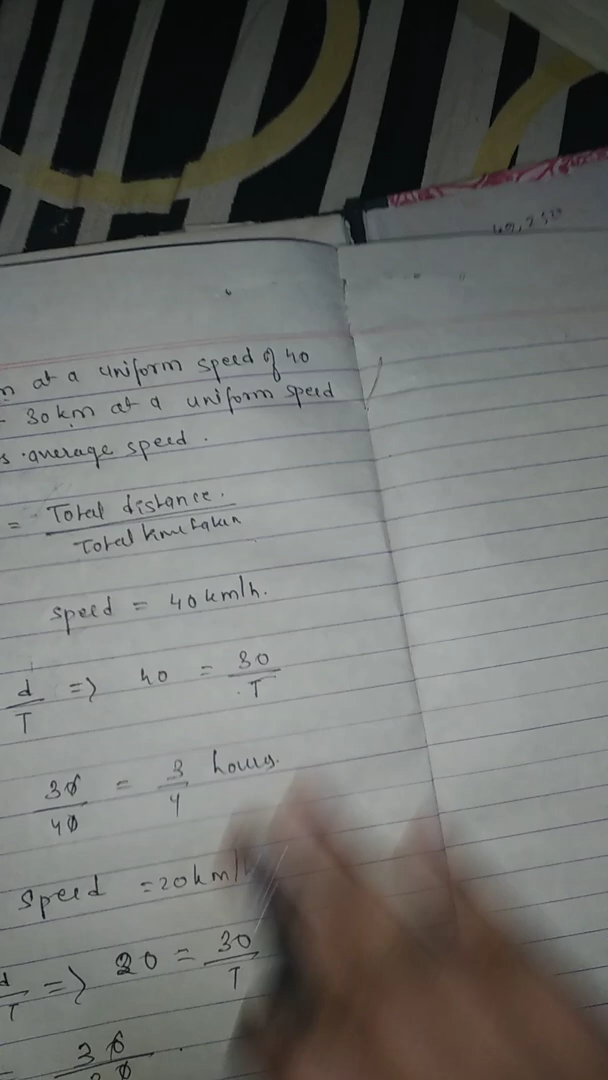 at a uniform speed of 40
30 km at a uniform speed
s average speed.
= Total distance.
Total time taken
speed = 40 km/h.
d/T => 40 = 30/T
30/40 = 3/4 hours.
Speed = 20 km/h
d/T => 20 = 30/T
= 30